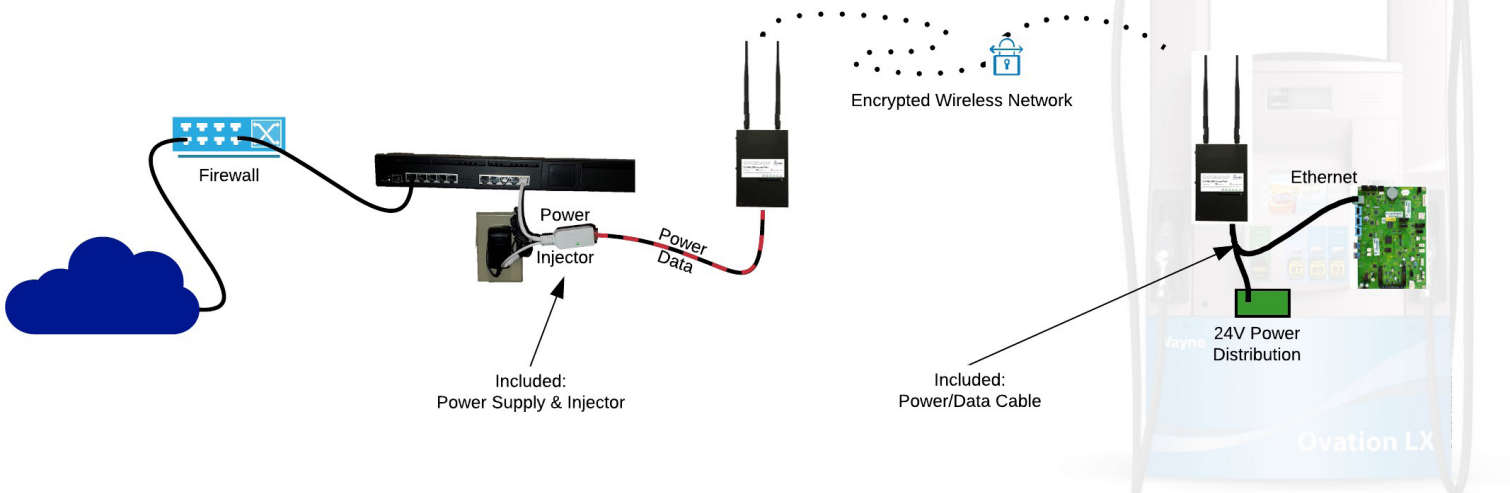 Encrypted Wireless Network
Firewall
Ethernet
Power
Injector
Power
Data
24V Power
Distribution
Wayne
Included:
Power Supply & Injector
Included:
Power/Data Cable
Ovation LX